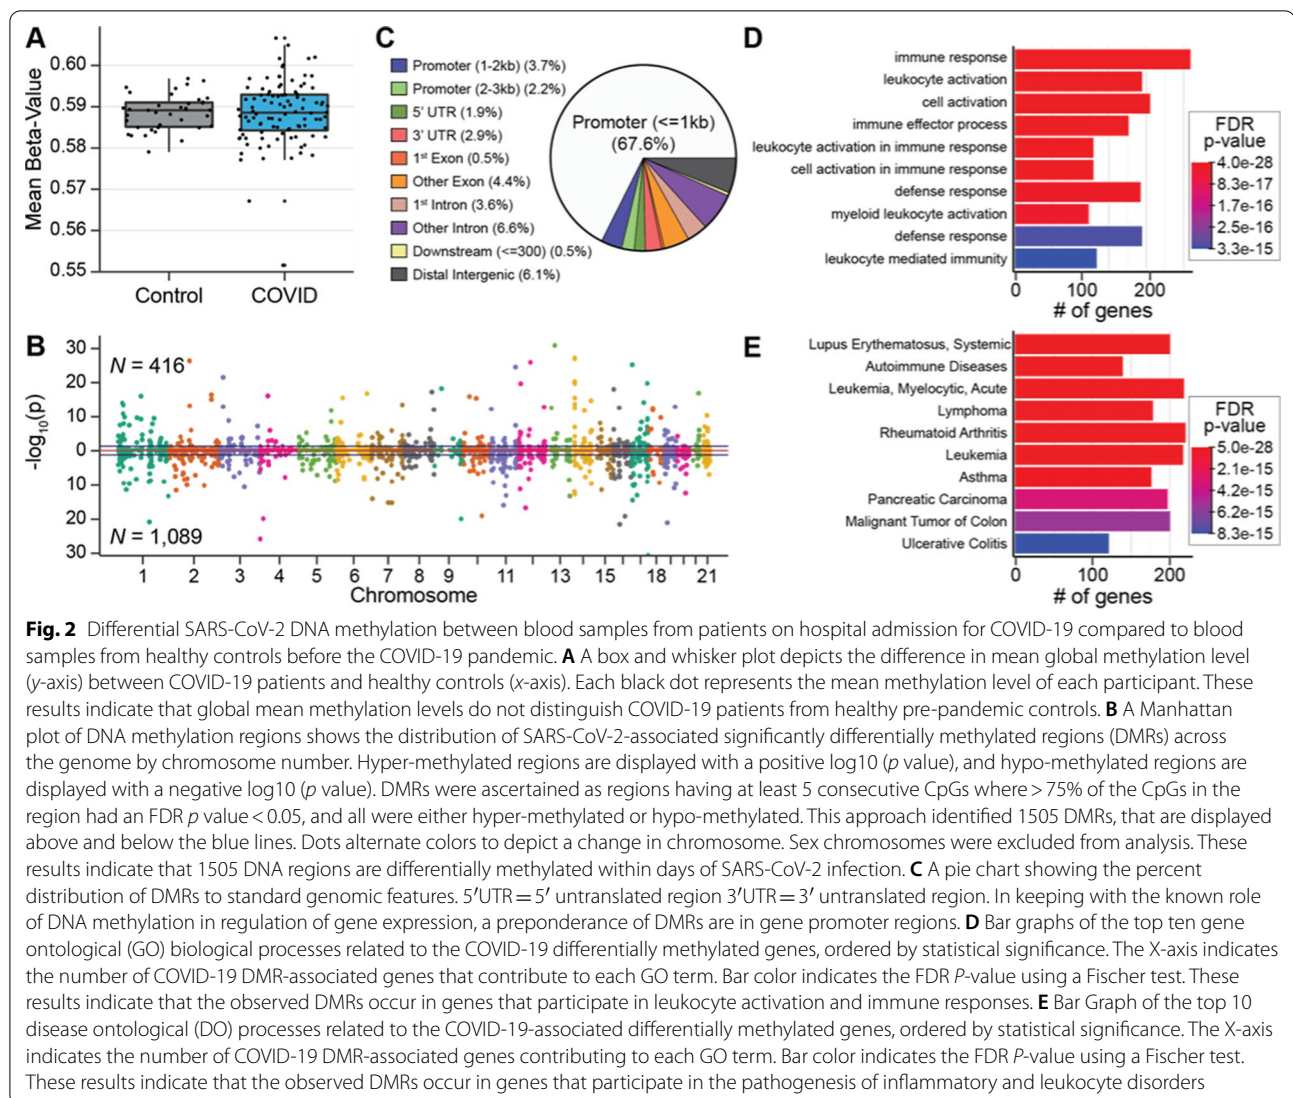 A
Mean Beta-Value
0.60
0.59
0.58
0.57
0.56
0.55
Control
COVID
C
Promoter (1-2kb) (3.7%)
Promoter (2-3kb) (2.2%)
5' UTR (1.9%)
3' UTR (2.9%)
1st Exon (0.5%)
Other Exon (4.4%)
1st Intron (3.6%)
Other Intron (6.6%)
Downstream (<=300) (0.5%)
Distal Intergenic (6.1%)
Promoter (<=1kb)
(67.6%)
D
immune response
leukocyte activation
cell activation
immune effector process
leukocyte activation in immune response
cell activation in immune response
defense response
myeloid leukocyte activation
defense response
leukocyte mediated immunity
0 100 200
# of genes
FDR
p-value
4.0e-28
8.3e-17
1.7e-16
2.5e-16
3.3e-15
B
-log10(p)
30
20
10
0
10
20
30
N = 416
N = 1,089
1 2 3 4 5 6 7 8 9 11 13 15 18 21
Chromosome
E
Lupus Erythematosus, Systemic
Autoimmune Diseases
Leukemia, Myelocytic, Acute
Lymphoma
Rheumatoid Arthritis
Leukemia
Asthma
Pancreatic Carcinoma
Malignant Tumor of Colon
Ulcerative Colitis
0 100 200
# of genes
FDR
p-value
5.0e-28
2.1e-15
4.2e-15
6.2e-15
8.3e-15
Fig. 2 Differential SARS-CoV-2 DNA methylation between blood samples from patients on hospital admission for COVID-19 compared to blood
samples from healthy controls before the COVID-19 pandemic. A A box and whisker plot depicts the difference in mean global methylation level
(y-axis) between COVID-19 patients and healthy controls (x-axis). Each black dot represents the mean methylation level of each participant. These
results indicate that global mean methylation levels do not distinguish COVID-19 patients from healthy pre-pandemic controls. B A Manhattan
plot of DNA methylation regions shows the distribution of SARS-CoV-2-associated significantly differentially methylated regions (DMRs) across
the genome by chromosome number. Hyper-methylated regions are displayed with a positive log10 (p value), and hypo-methylated regions are
displayed with a negative log10 (p value). DMRs were ascertained as regions having at least 5 consecutive CpGs where > 75% of the CpGs in the
region had an FDR p value < 0.05, and all were either hyper-methylated or hypo-methylated. This approach identified 1505 DMRs, that are displayed
above and below the blue lines. Dots alternate colors to depict a change in chromosome. Sex chromosomes were excluded from analysis. These
results indicate that 1505 DNA regions are differentially methylated within days of SARS-CoV-2 infection. C A pie chart showing the percent
distribution of DMRs to standard genomic features. 5′UTR = 5′ untranslated region 3′UTR = 3′ untranslated region. In keeping with the known role
of DNA methylation in regulation of gene expression, a preponderance of DMRs are in gene promoter regions. D Bar graphs of the top ten gene
ontological (GO) biological processes related to the COVID-19 differentially methylated genes, ordered by statistical significance. The X-axis indicates
the number of COVID-19 DMR-associated genes that contribute to each GO term. Bar color indicates the FDR P-value using a Fischer test. These
results indicate that the observed DMRs occur in genes that participate in leukocyte activation and immune responses. E Bar Graph of the top 10
disease ontological (DO) processes related to the COVID-19-associated differentially methylated genes, ordered by statistical significance. The X-axis
indicates the number of COVID-19 DMR-associated genes contributing to each GO term. Bar color indicates the FDR P-value using a Fischer test.
These results indicate that the observed DMRs occur in genes that participate in the pathogenesis of inflammatory and leukocyte disorders